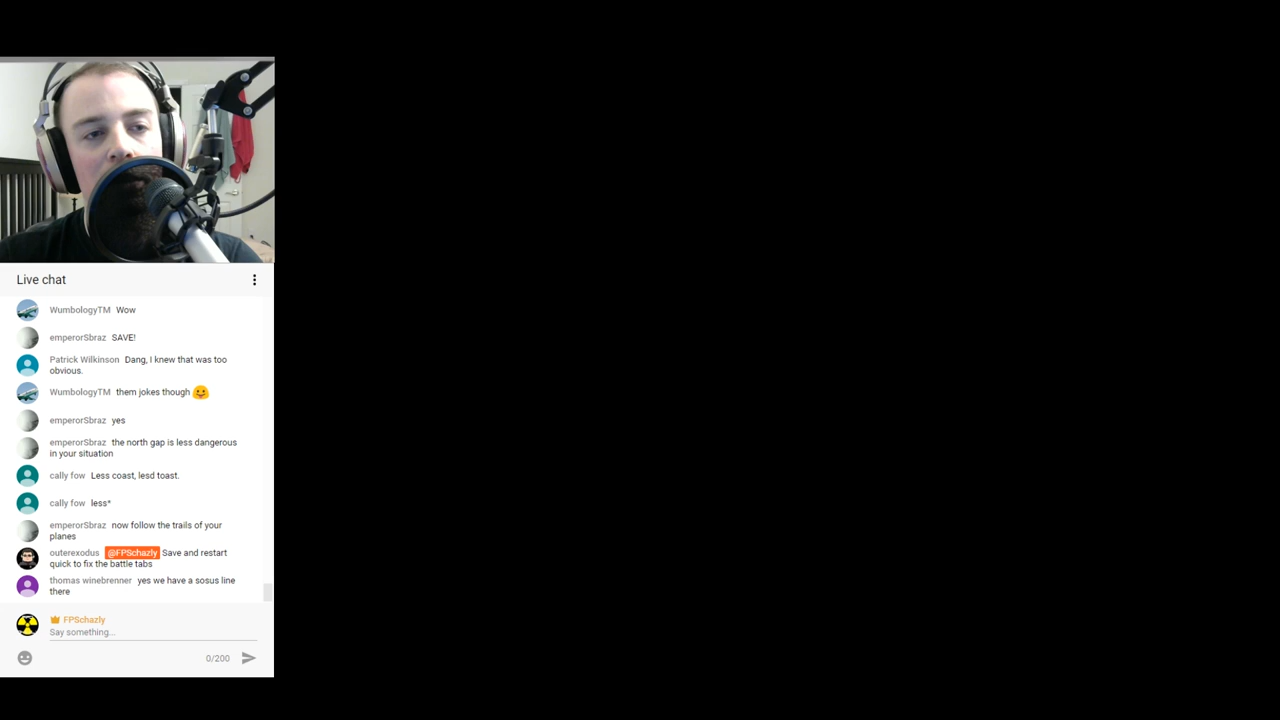 Live chat
WumbologyTM Wow
emperorSbraz SAVE!
Patrick Wilkinson Dang, I knew that was too
obvious.
WumbologyTM them jokes though
emperorSbraz yes
emperorSbraz the north gap is less dangerous
in your situation
cally fow Less coast, lesd toast.
cally fow less*
emperorSbraz now follow the trails of your
planes
outerexodus @FPSchazly Save and restart
quick to fix the battle tabs
thomas winebrenner yes we have a sosus line
there
FPSchazly
Say something...
0/200